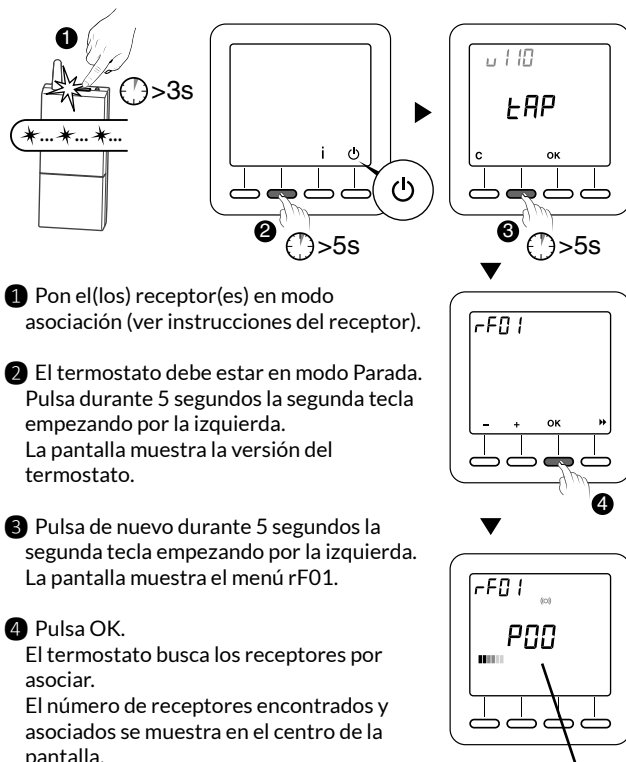 1
>3s
*...*...*...
i
2
>5s
u110
tAP
C OK
3
>5s
1 Pon el(los) receptor(es) en modo
asociación (ver instrucciones del receptor).
2 El termostato debe estar en modo Parada.
Pulsa durante 5 segundos la segunda tecla
empezando por la izquierda.
La pantalla muestra la versión del
termostato.
3 Pulsa de nuevo durante 5 segundos la
segunda tecla empezando por la izquierda.
La pantalla muestra el menú rF01.
4 Pulsa OK.
El termostato busca los receptores por
asociar.
El número de receptores encontrados y
asociados se muestra en el centro de la
pantalla.
rF01
- + OK
4
rF01
P00